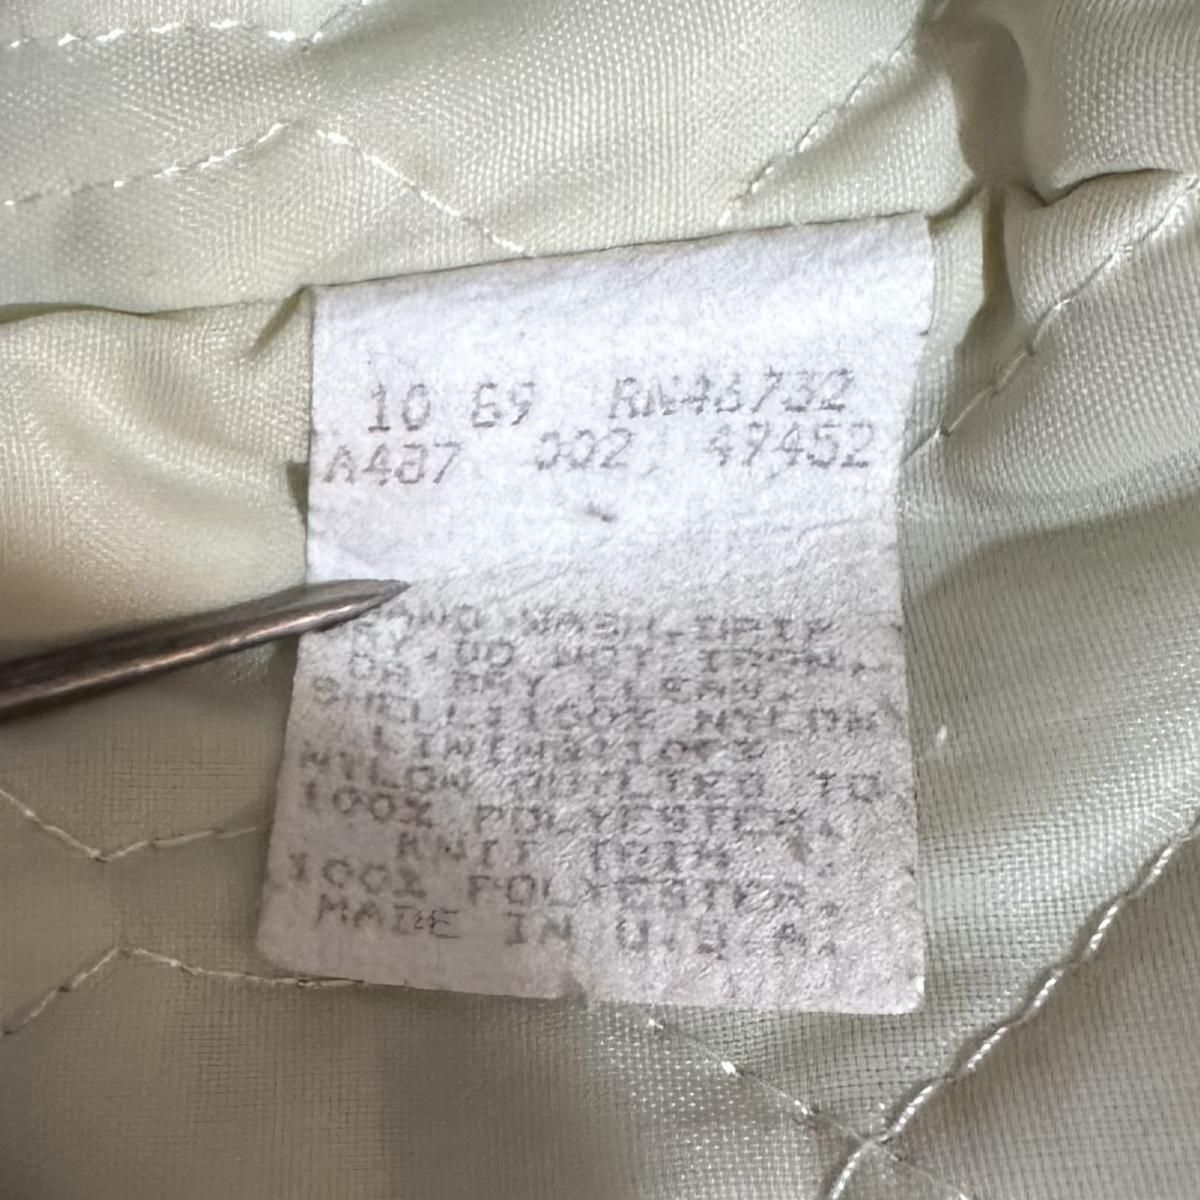 10 89 RN46732
A487 002 49452
HAND WASH.DRIP
DRY.DO NOT IRON.
OR DRY CLEAN.
SHELL:100% NYLON
LINING:100%
NYLON QUILTED TO
100% POLYESTER.
KNIT TRIM :
100% POLYESTER.
MADE IN U.S.A.